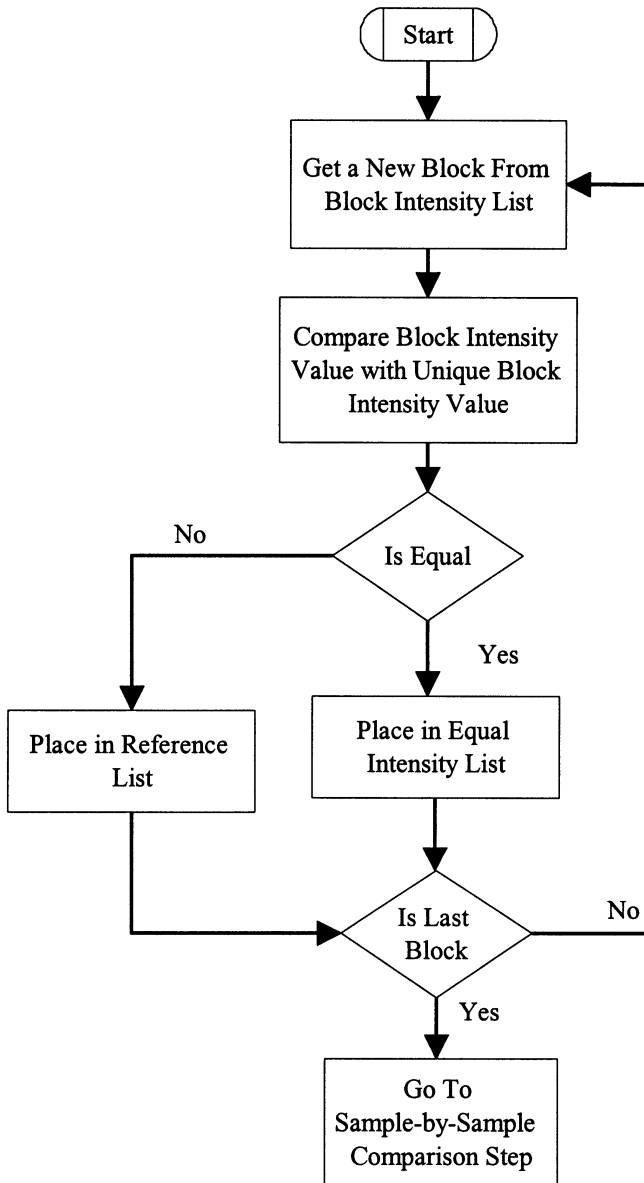 Start
Get a New Block From
Block Intensity List
Compare Block Intensity
Value with Unique Block
Intensity Value
Is Equal
No
Yes
Place in Reference
List
Place in Equal
Intensity List
Is Last
Block
No
Yes
Go To
Sample-by-Sample
Comparison Step